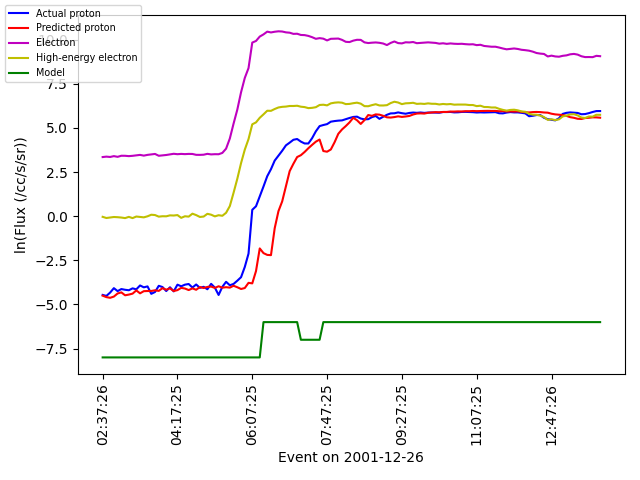 Actual proton
Predicted proton
Electron
High-energy electron
Model
7.5
5.0
2.5
0.0
−2.5
−5.0
−7.5
ln(Flux (/cc/s/sr))
02:37:26
04:17:25
06:07:25
07:47:25
09:27:25
11:07:25
12:47:26
Event on 2001-12-26